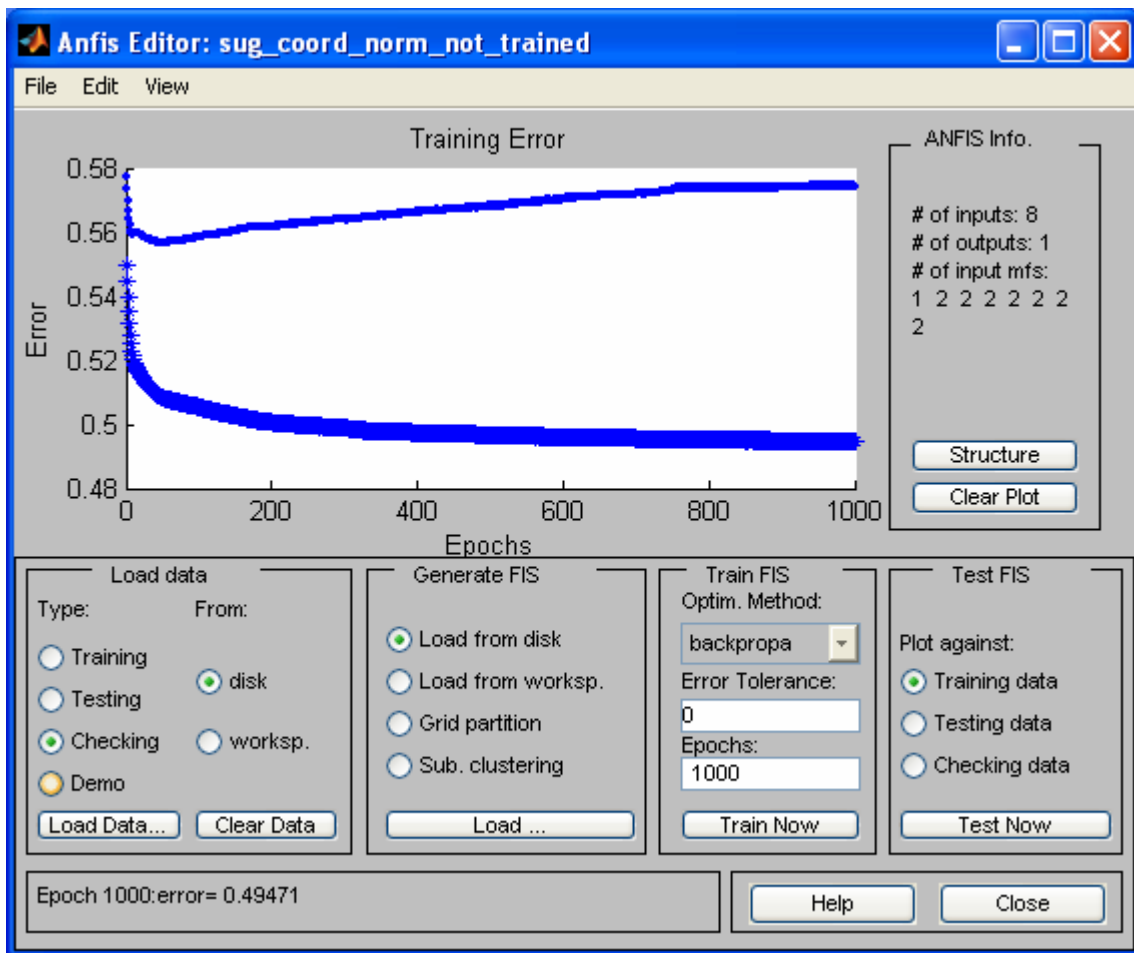 Anfis Editor: sug_coord_norm_not_trained
File Edit View
Training Error
0.58
0.56
0.54
0.52
0.5
0.48
Error
0 200 400 600 800 1000
Epochs
ANFIS Info.
# of inputs: 8
# of outputs: 1
# of input mfs:
1 2 2 2 2 2 2
2
Structure
Clear Plot
Load data
Type: From:
Training
Testing
Checking
Demo
disk
worksp.
Load Data... Clear Data
Generate FIS
Load from disk
Load from worksp.
Grid partition
Sub. clustering
Load ...
Train FIS
Optim. Method:
backpropa
Error Tolerance:
0
Epochs:
1000
Train Now
Test FIS
Plot against:
Training data
Testing data
Checking data
Test Now
Epoch 1000:error= 0.49471
Help Close